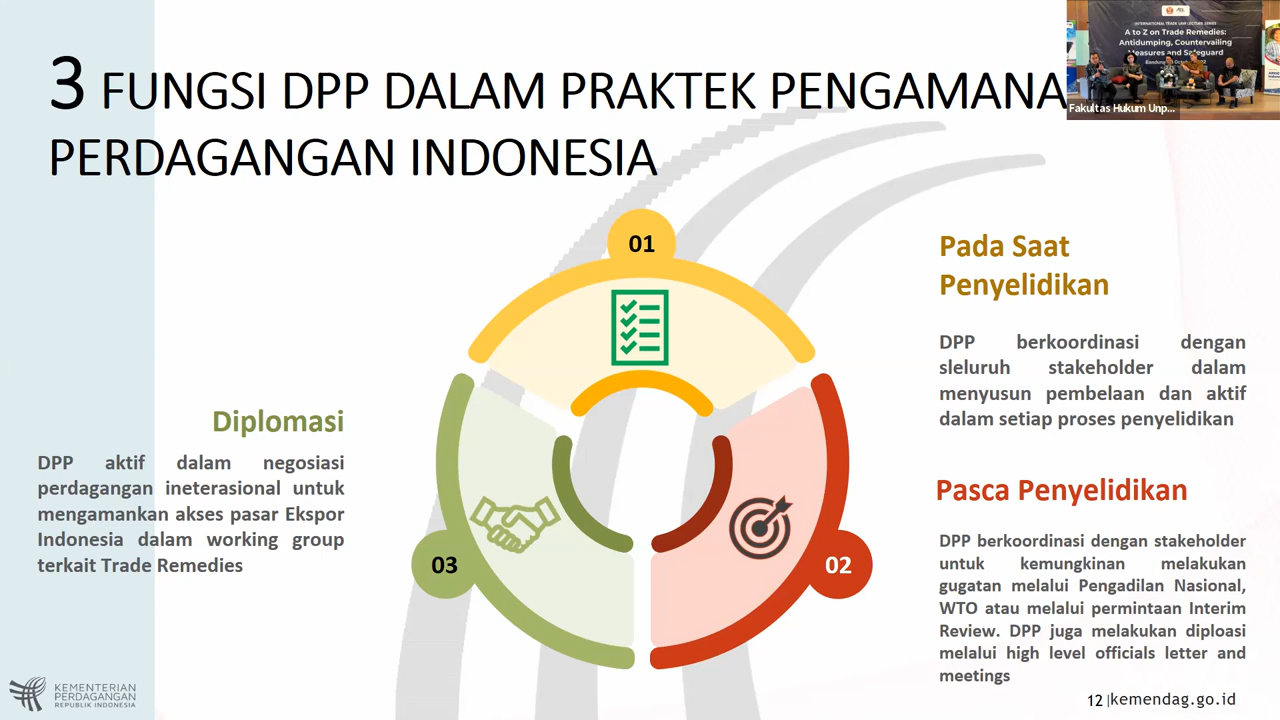 3 FUNGSI DPP DALAM PRAKTEK PENGAMANA
PERDAGANGAN INDONESIA
INTERNATIONAL TRADE LAW LECTURE SERIES
A to Z on Trade Remedies:
Antidumping, Countervailing
Measures and Safeguard
Fakultas Hukum Unp...
01
Pada Saat
Penyelidikan
DPP berkoordinasi dengan
sleluruh stakeholder dalam
menyusun pembelaan dan aktif
dalam setiap proses penyelidikan
02
Pasca Penyelidikan
DPP berkoordinasi dengan stakeholder
untuk kemungkinan melakukan
gugatan melalui Pengadilan Nasional,
WTO atau melalui permintaan Interim
Review. DPP juga melakukan diploasi
melalui high level officials letter and
meetings
03
Diplomasi
DPP aktif dalam negosiasi
perdagangan ineterasional untuk
mengamankan akses pasar Ekspor
Indonesia dalam working group
terkait Trade Remedies
KEMENTERIAN
PERDAGANGAN
REPUBLIK INDONESIA
12 |kemendag.go.id